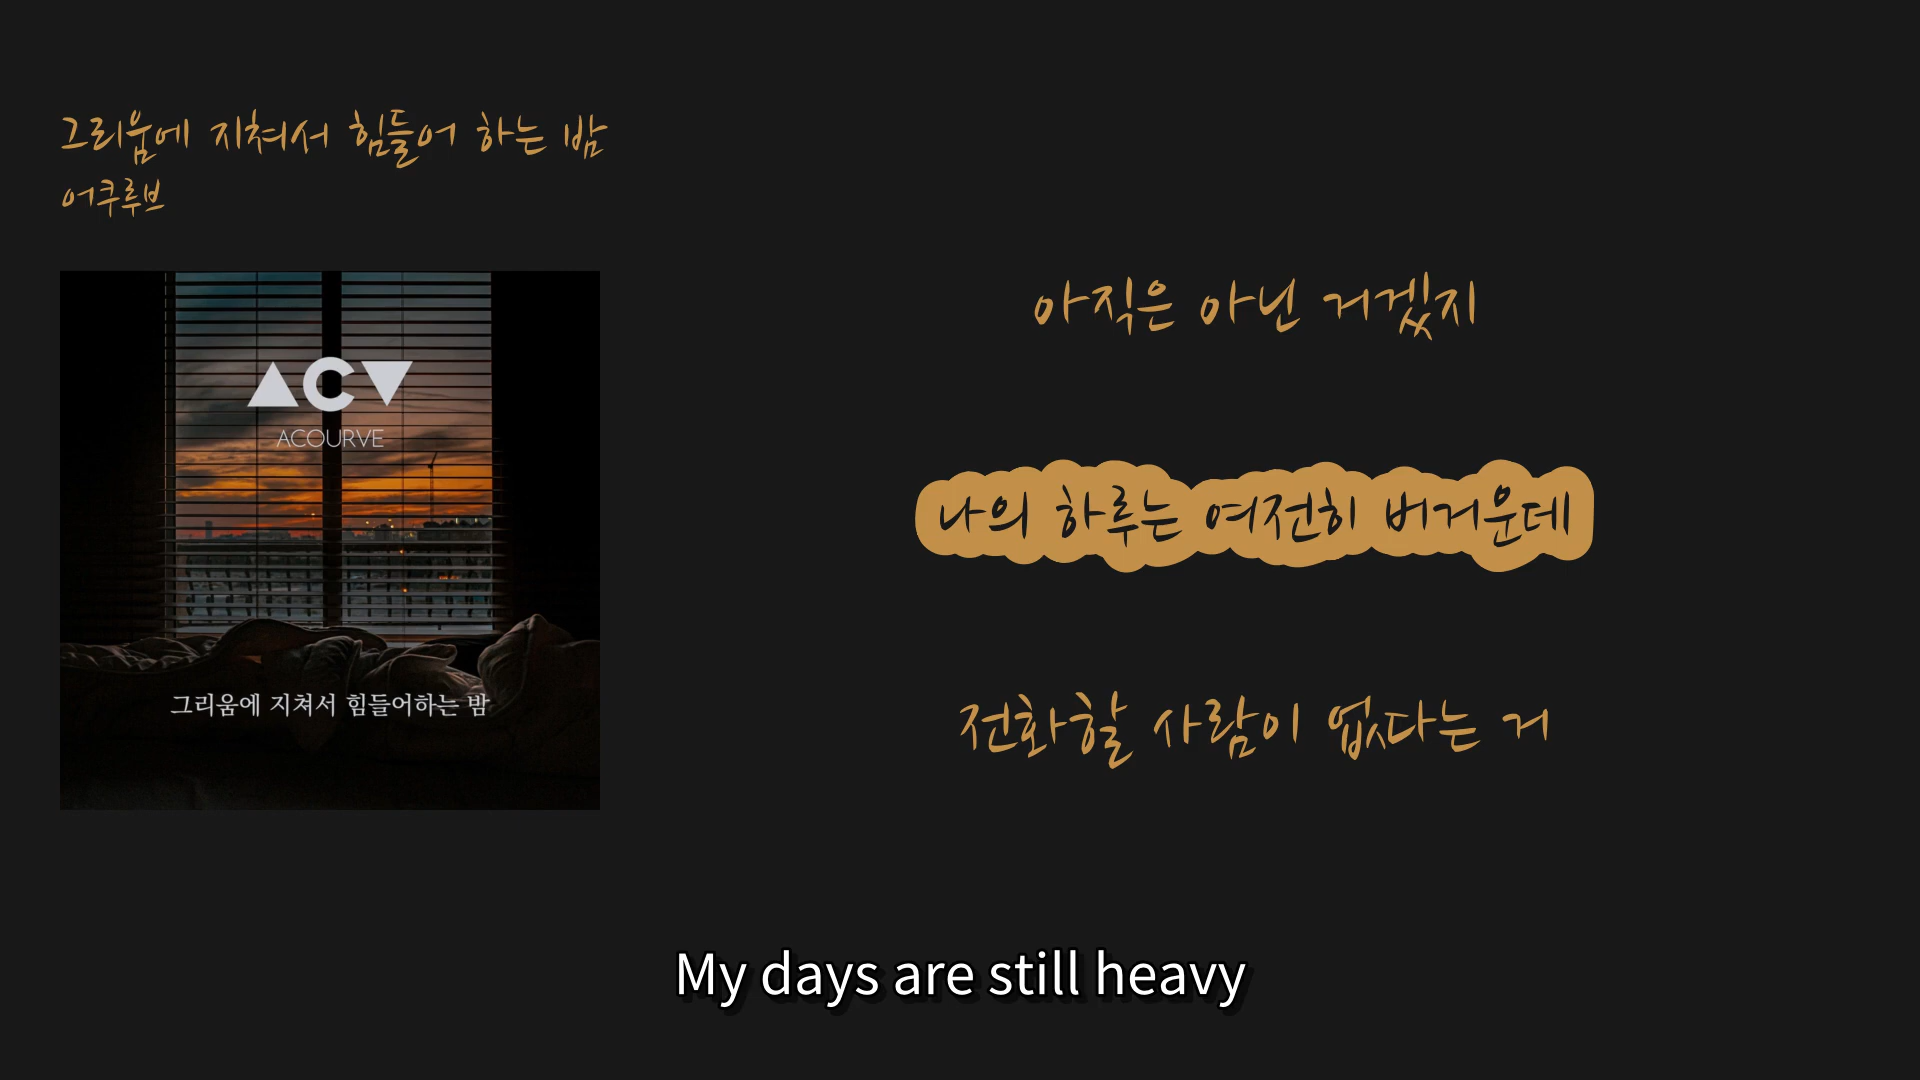 그리움에 지쳐서 힘들어 하는 밤
어쿠루브
ACV
ACOURVE
그리움에 지쳐서 힘들어하는 밤
아직은 아닌 거겠지
나의 하루는 여전히 버거운데
전화할 사람이 없다는 거
My days are still heavy